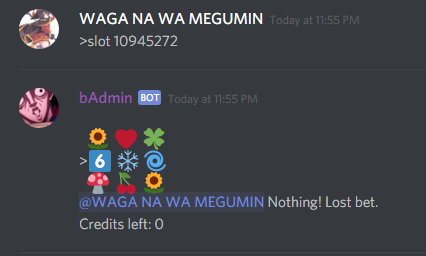 WAGA NA WA MEGUMIN Today at 11:55 PM
>slot 10945272
bAdmin BOT Today at 11:55 PM
🌻❤️🍀
>6️⃣❄️🌀
🍄🍒🌻
@WAGA NA WA MEGUMIN Nothing! Lost bet.
Credits left: 0